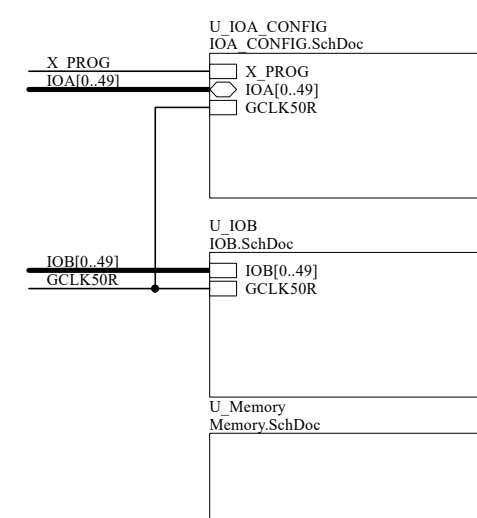 U_IOA_CONFIG
IOA_CONFIG.SchDoc
X_PROG
X_PROG
IOA[0..49]
IOA[0..49]
GCLK50R
U_IOB
IOB.SchDoc
IOB[0..49]
IOB[0..49]
GCLK50R
GCLK50R
U_Memory
Memory.SchDoc